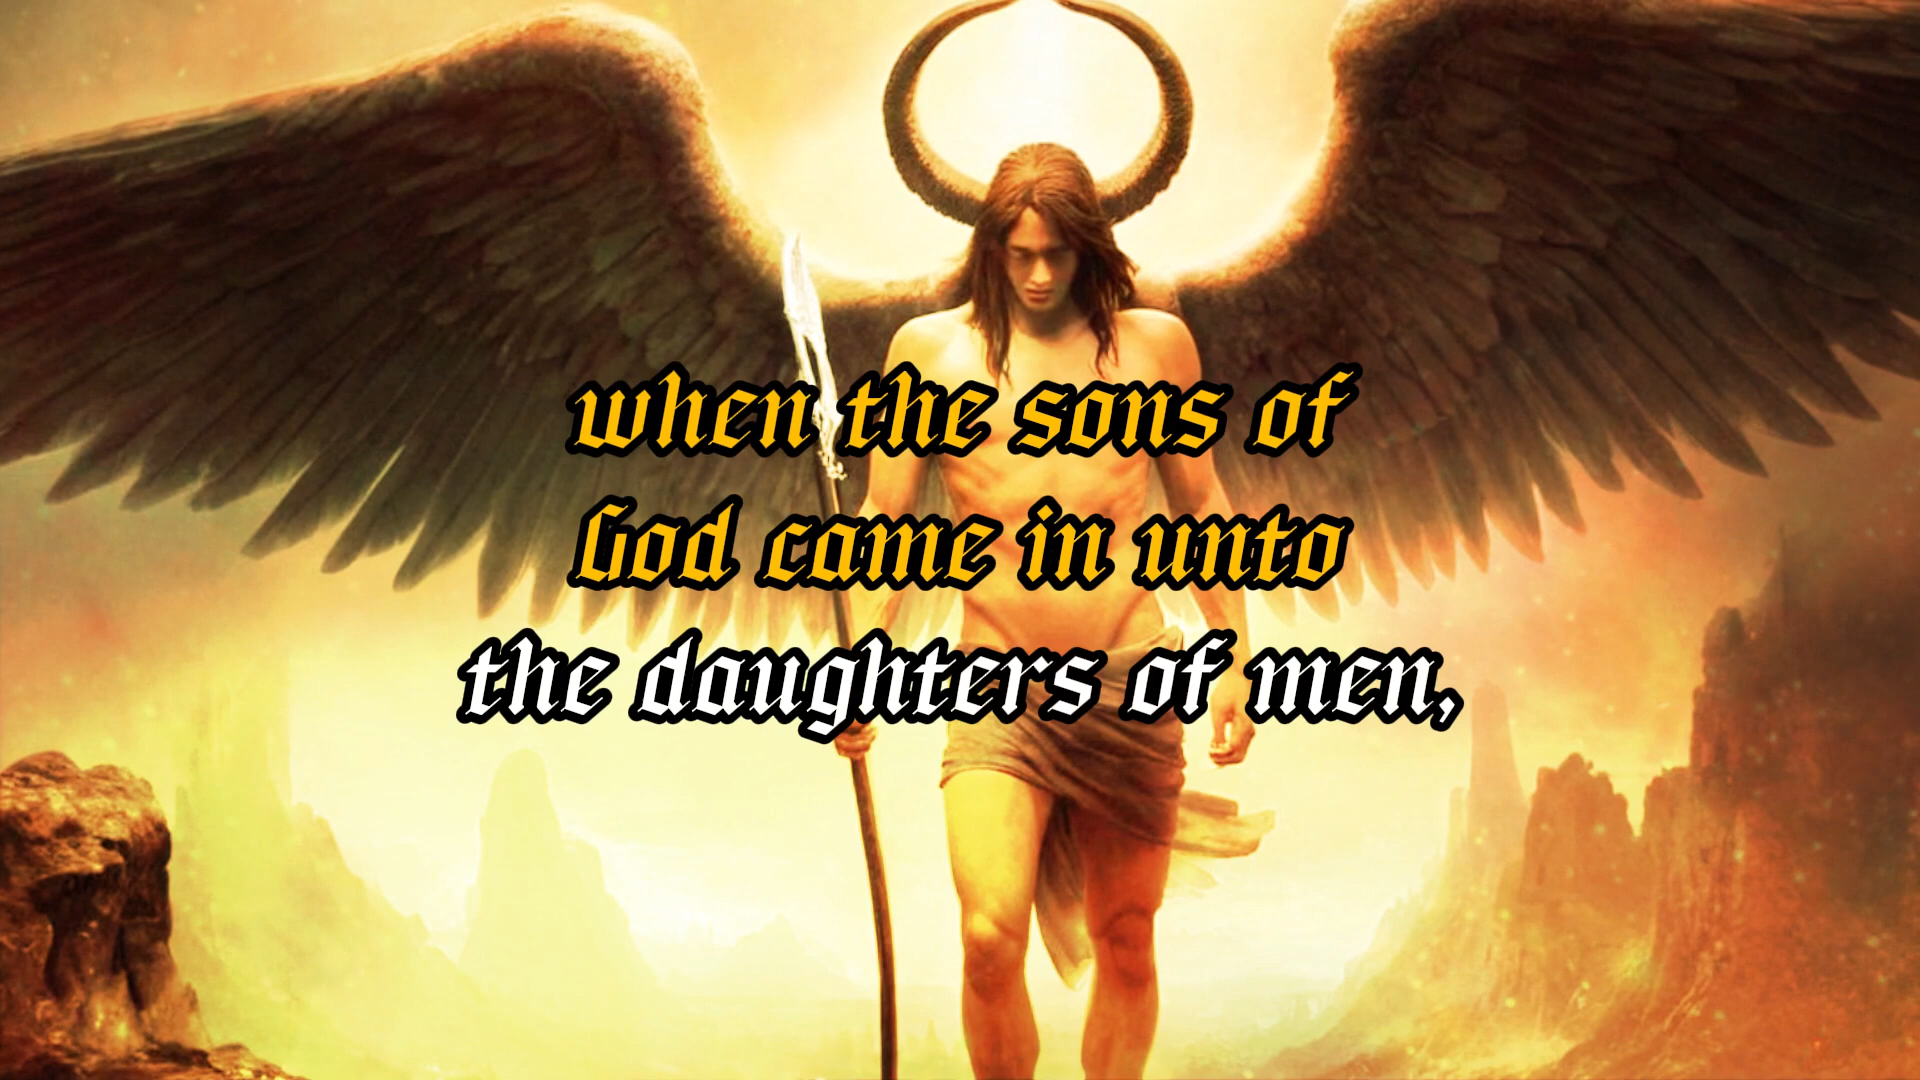 when the sons of
God came in unto
the daughters of men,